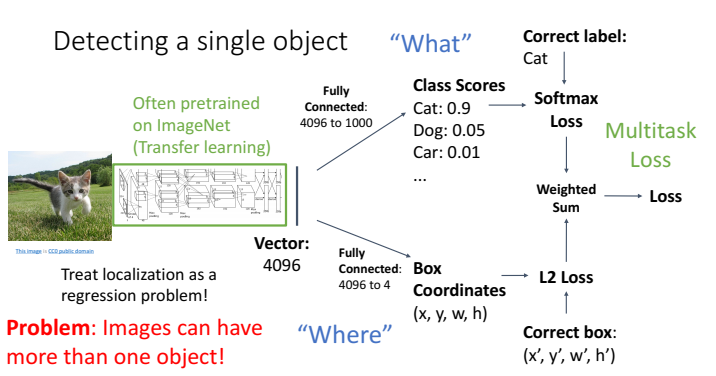 Detecting a single object
“What”
Correct label:
Cat
Often pretrained
on ImageNet
(Transfer learning)
Fully
Connected:
4096 to 1000
Class Scores
Cat: 0.9
Dog: 0.05
Car: 0.01
...
Softmax
Loss
Multitask
Loss
Weighted
Sum
Loss
This image is CC0 public domain
Vector:
4096
Treat localization as a
regression problem!
Fully
Connected:
4096 to 4
Box
Coordinates
(x, y, w, h)
L2 Loss
Problem: Images can have
more than one object!
“Where”
Correct box:
(x’, y’, w’, h’)